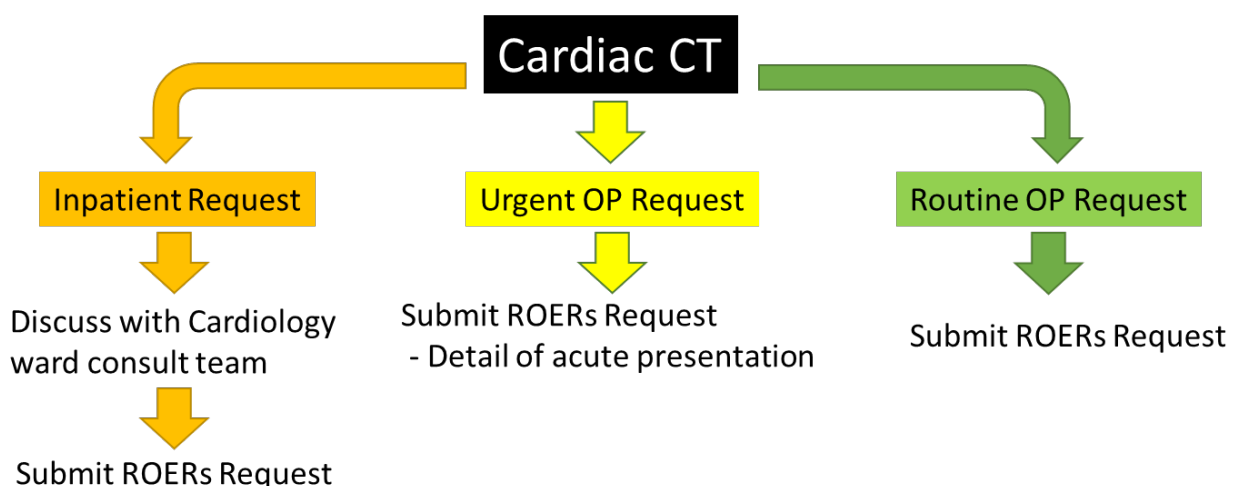 Cardiac CT
Inpatient Request
Urgent OP Request
Routine OP Request
Discuss with Cardiology
ward consult team
Submit ROERs Request
Submit ROERs Request
- Detail of acute presentation
Submit ROERs Request